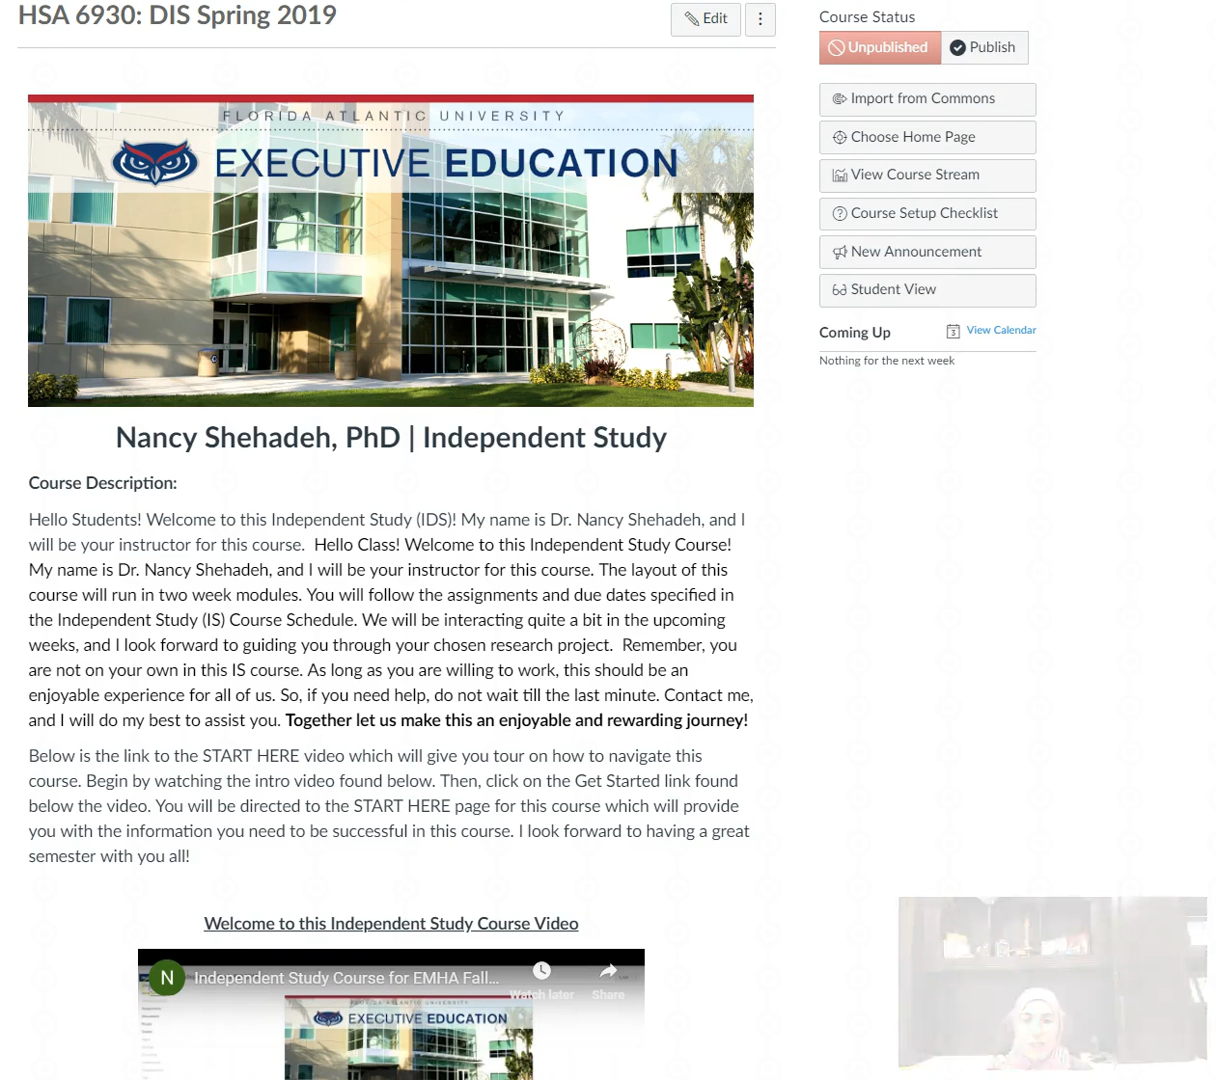 HSA 6930: DIS Spring 2019
Edit
FLORIDA ATLANTIC UNIVERSITY
EXECUTIVE EDUCATION
Nancy Shehadeh, PhD | Independent Study
Course Description:
Hello Students! Welcome to this Independent Study (IDS)! My name is Dr. Nancy Shehadeh, and I
will be your instructor for this course.  Hello Class! Welcome to this Independent Study Course!
My name is Dr. Nancy Shehadeh, and I will be your instructor for this course. The layout of this
course will run in two week modules. You will follow the assignments and due dates specified in
the Independent Study (IS) Course Schedule. We will be interacting quite a bit in the upcoming
weeks, and I look forward to guiding you through your chosen research project.  Remember, you
are not on your own in this IS course. As long as you are willing to work, this should be an
enjoyable experience for all of us. So, if you need help, do not wait till the last minute. Contact me,
and I will do my best to assist you. Together let us make this an enjoyable and rewarding journey!
Below is the link to the START HERE video which will give you tour on how to navigate this
course. Begin by watching the intro video found below. Then, click on the Get Started link found
below the video. You will be directed to the START HERE page for this course which will provide
you with the information you need to be successful in this course. I look forward to having a great
semester with you all!
Welcome to this Independent Study Course Video
N
Independent Study Course for EMHA Fall...
Watch later
Share
FLORIDA ATLANTIC UNIVERSITY
EXECUTIVE EDUCATION
Course Status
Unpublished
Publish
Import from Commons
Choose Home Page
View Course Stream
Course Setup Checklist
New Announcement
Student View
Coming Up
View Calendar
Nothing for the next week